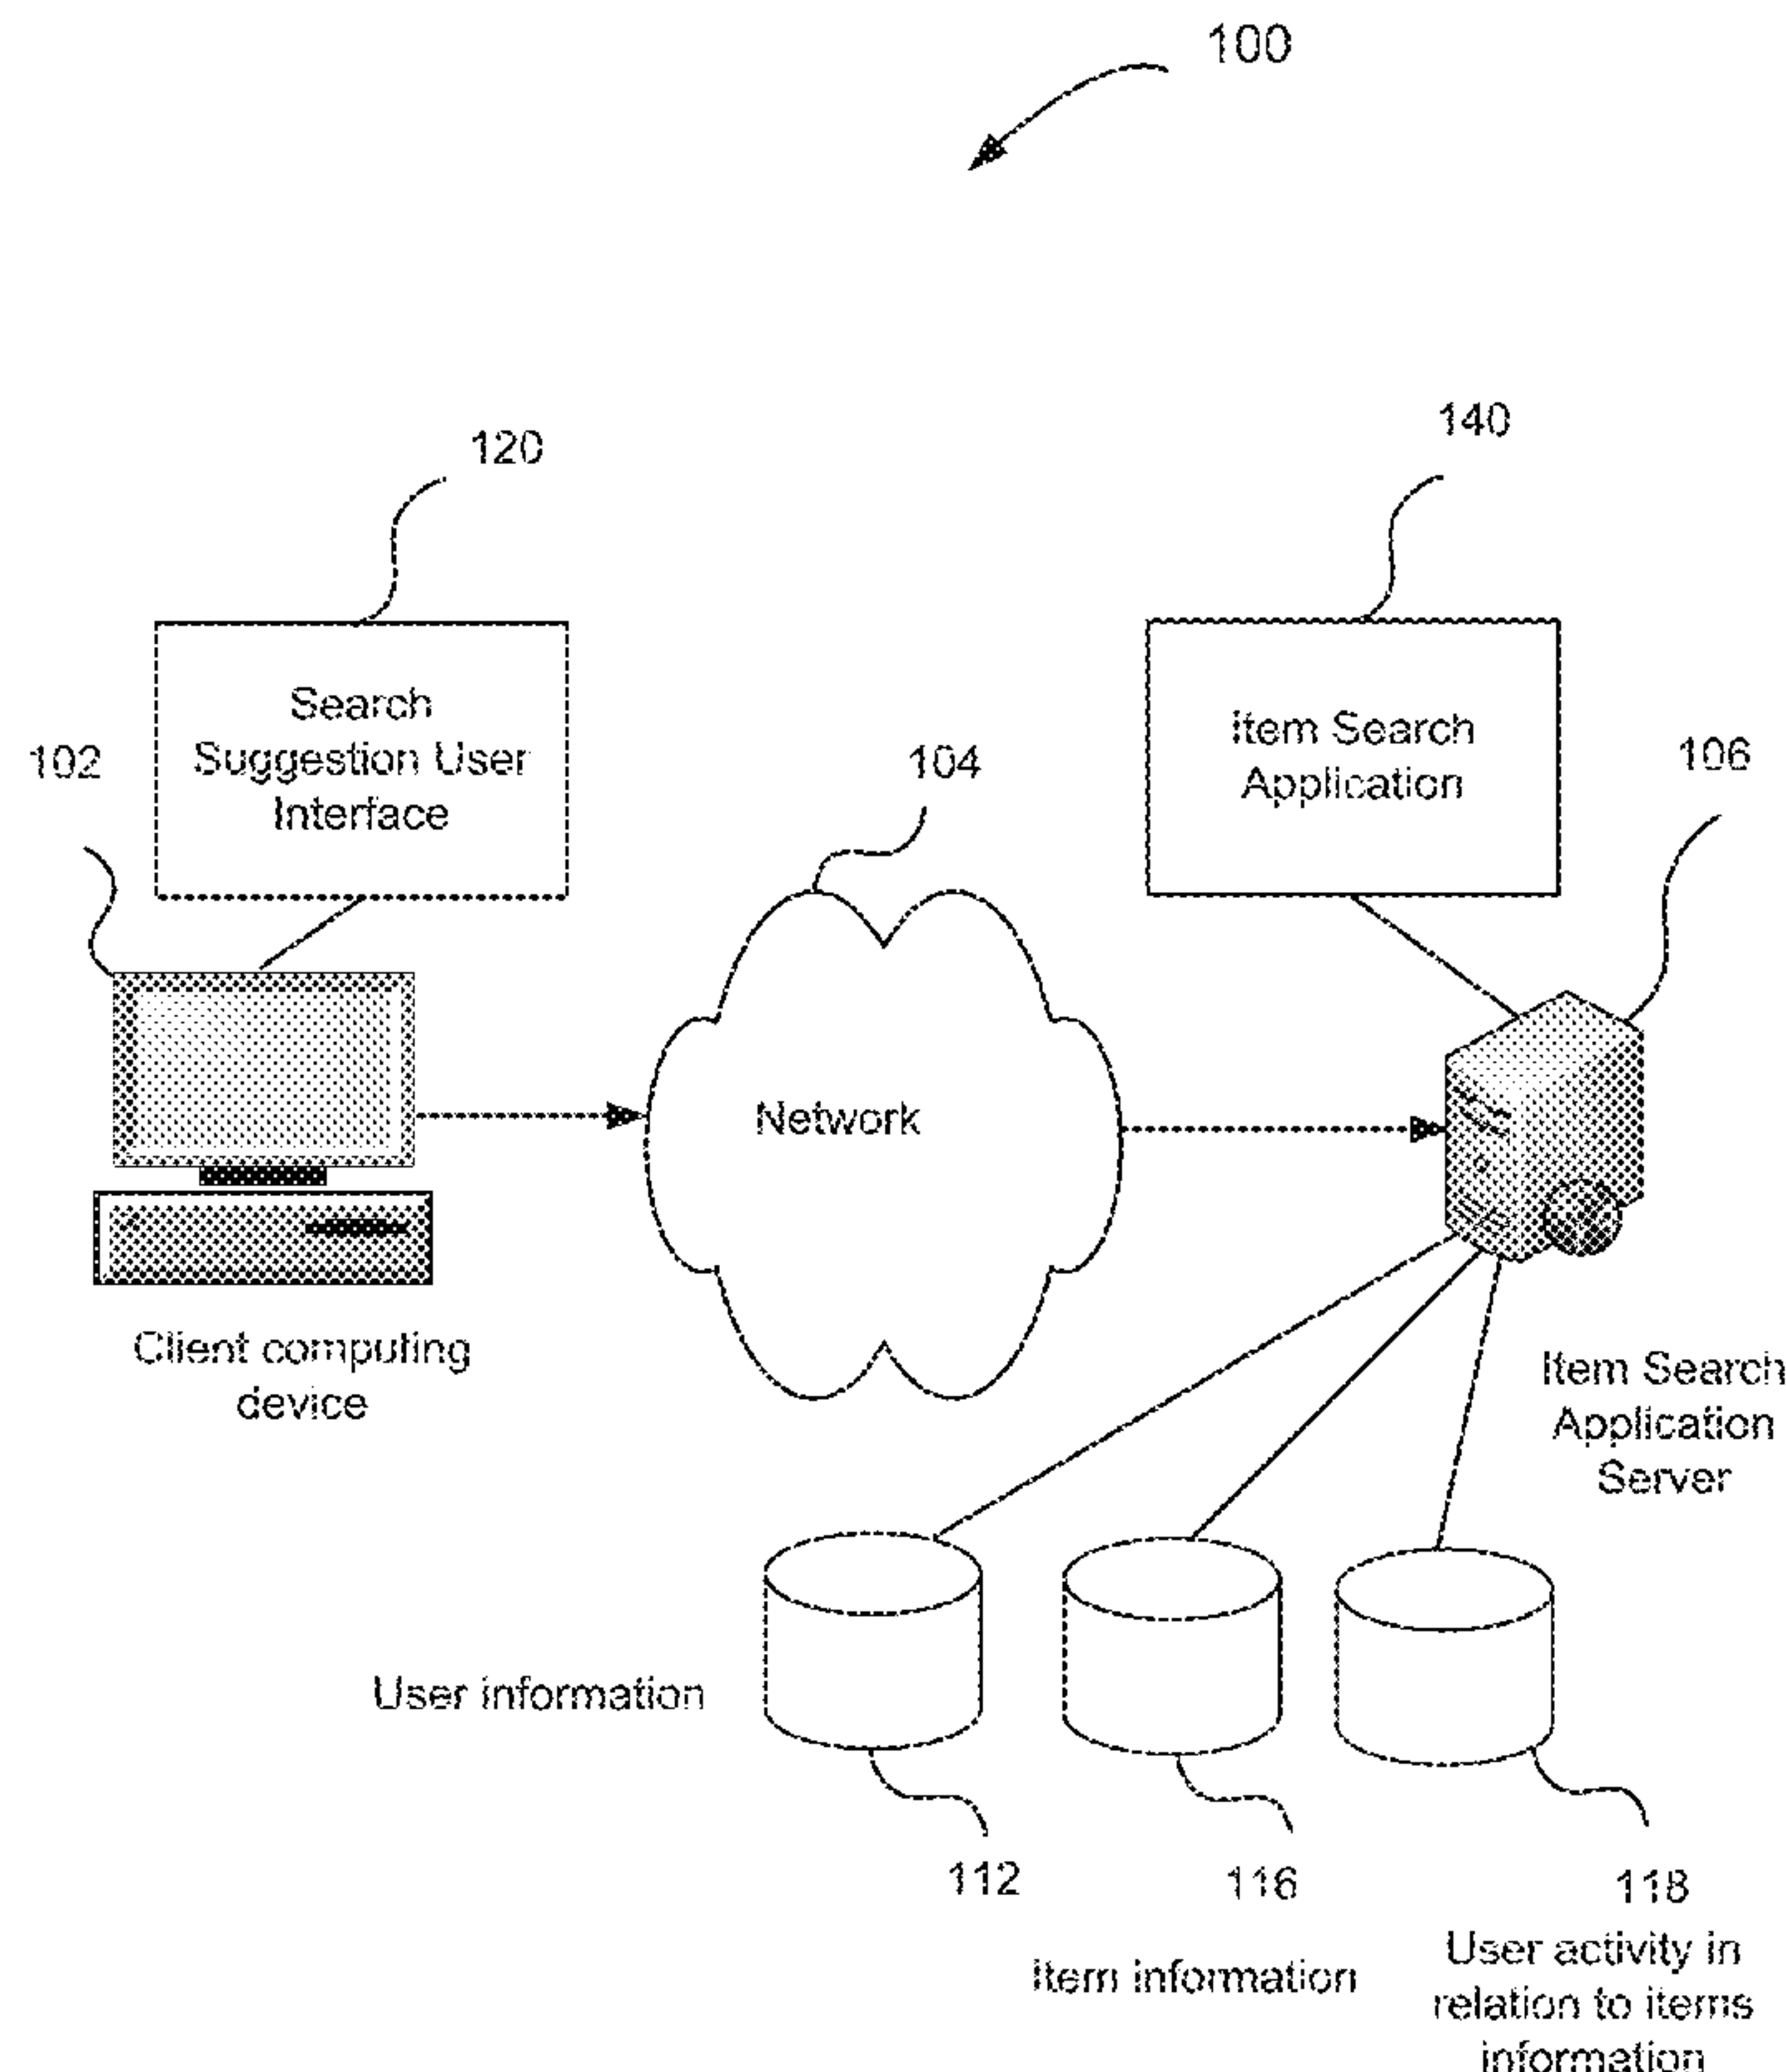 100
120
140
Search
Suggestion User
Interface
Item Search
Application
102
104
106
Network
Client computing
device
Item Search
Application
Server
User information
112
116
118
Item information
User activity in
relation to items
information